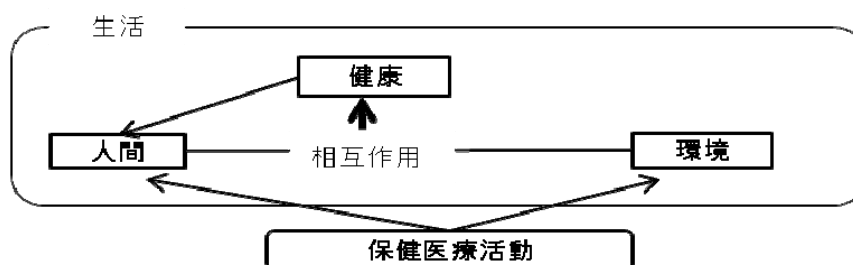 生活
健康
人間
相互作用
環境
保健医療活動